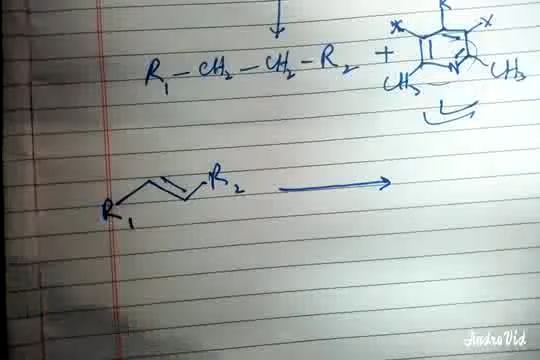 R
x x
R₁-CH₂-CH₂-R₂ +
N
CH₃ CH₃
R₂
R₁
AndroVid